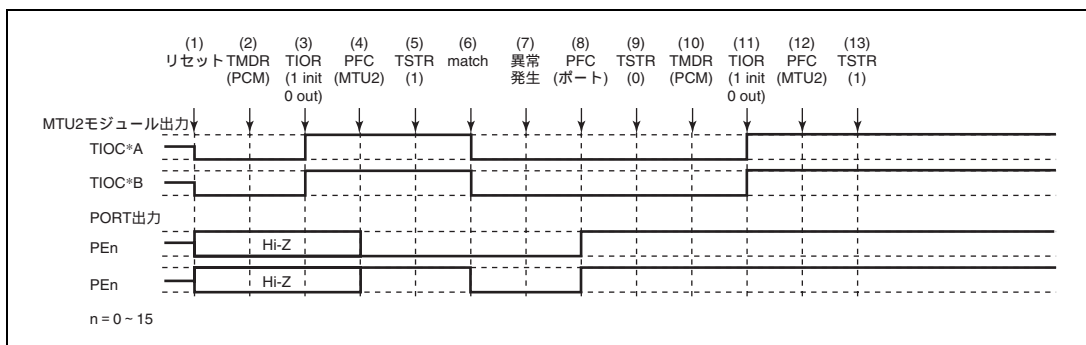 (1) (2) (3) (4) (5) (6) (7) (8) (9) (10) (11) (12) (13)
リセット TMDR TIOR PFC TSTR match 異常 PFC TSTR TMDR TIOR PFC TSTR
(PCM) (1 init (MTU2) (1) 発生 (ポート) (0) (PCM) (1 init (MTU2) (1)
0 out) 0 out)
MTU2モジュール出力
TIOC*A
TIOC*B
PORT出力
PEn Hi-Z
PEn Hi-Z
n = 0 ~ 15